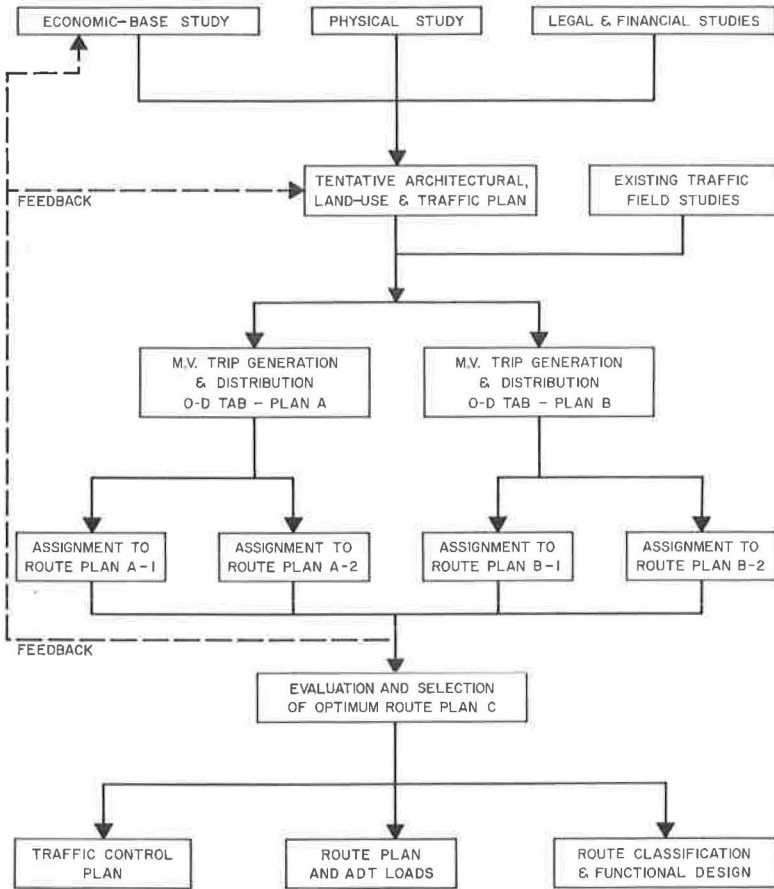 ECONOMIC-BASE STUDY
PHYSICAL STUDY
LEGAL & FINANCIAL STUDIES
FEEDBACK
TENTATIVE ARCHITECTURAL,
LAND-USE & TRAFFIC PLAN
EXISTING TRAFFIC
FIELD STUDIES
M.V. TRIP GENERATION
& DISTRIBUTION
O-D TAB - PLAN A
M.V. TRIP GENERATION
& DISTRIBUTION
O-D TAB - PLAN B
ASSIGNMENT TO
ROUTE PLAN A-1
ASSIGNMENT TO
ROUTE PLAN A-2
ASSIGNMENT TO
ROUTE PLAN B-1
ASSIGNMENT TO
ROUTE PLAN B-2
FEEDBACK
EVALUATION AND SELECTION
OF OPTIMUM ROUTE PLAN C
TRAFFIC CONTROL
PLAN
ROUTE PLAN
AND ADT LOADS
ROUTE CLASSIFICATION
& FUNCTIONAL DESIGN